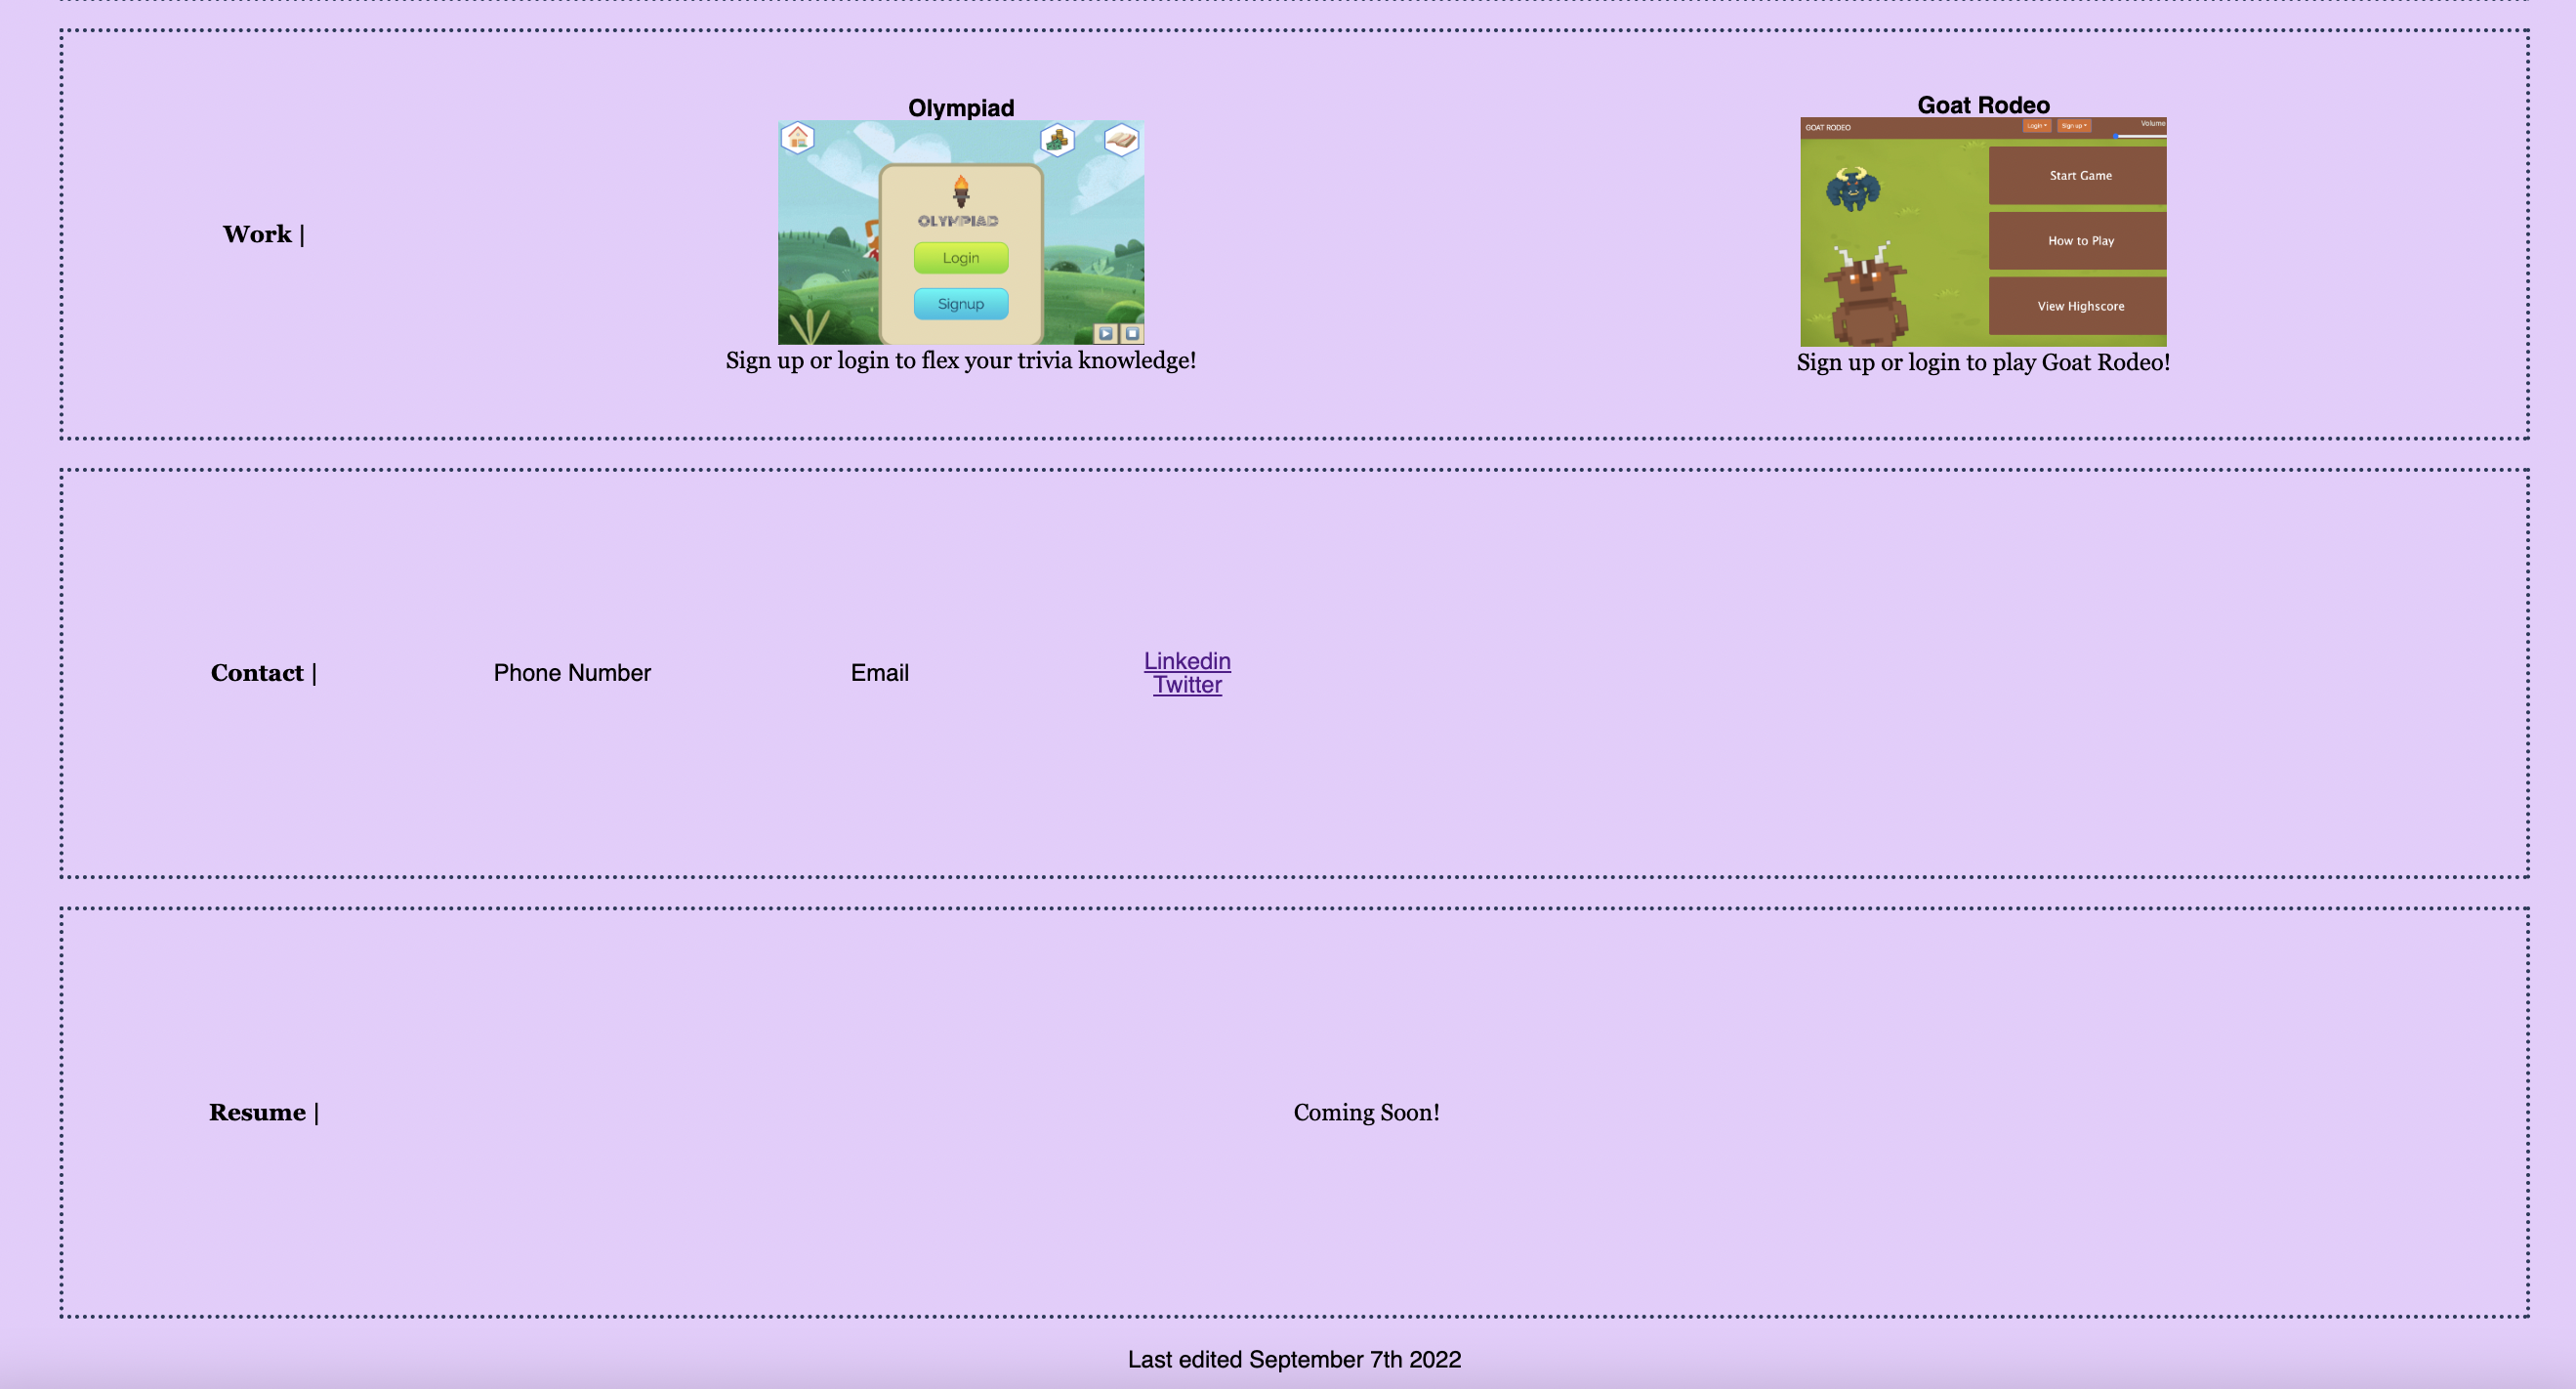 Olympiad
Goat Rodeo
OLYMPIAD
Login
Signup
GOAT RODEO
Login
Sign up
Volume
Start Game
How to Play
View Highscore
Work |
Sign up or login to flex your trivia knowledge!
Sign up or login to play Goat Rodeo!
Contact |
Phone Number
Email
Linkedin
Twitter
Resume |
Coming Soon!
Last edited September 7th 2022